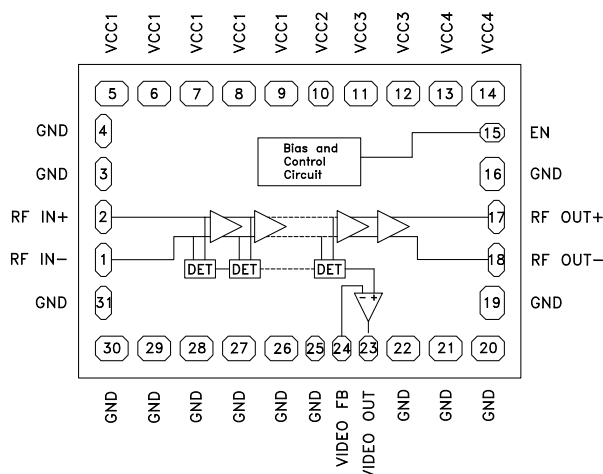 VCC1 VCC1 VCC1 VCC1 VCC1 VCC2 VCC3 VCC3 VCC4 VCC4
5 6 7 8 9 10 11 12 13 14
GND 4 15 EN
Bias and
Control
Circuit
GND 3 16 GND
RF IN+ 2 17 RF OUT+
RF IN- 1 18 RF OUT-
DET DET DET
GND 31 19 GND
- +
30 29 28 27 26 25 24 23 22 21 20
GND GND GND GND GND GND VIDEO FB VIDEO OUT GND GND GND